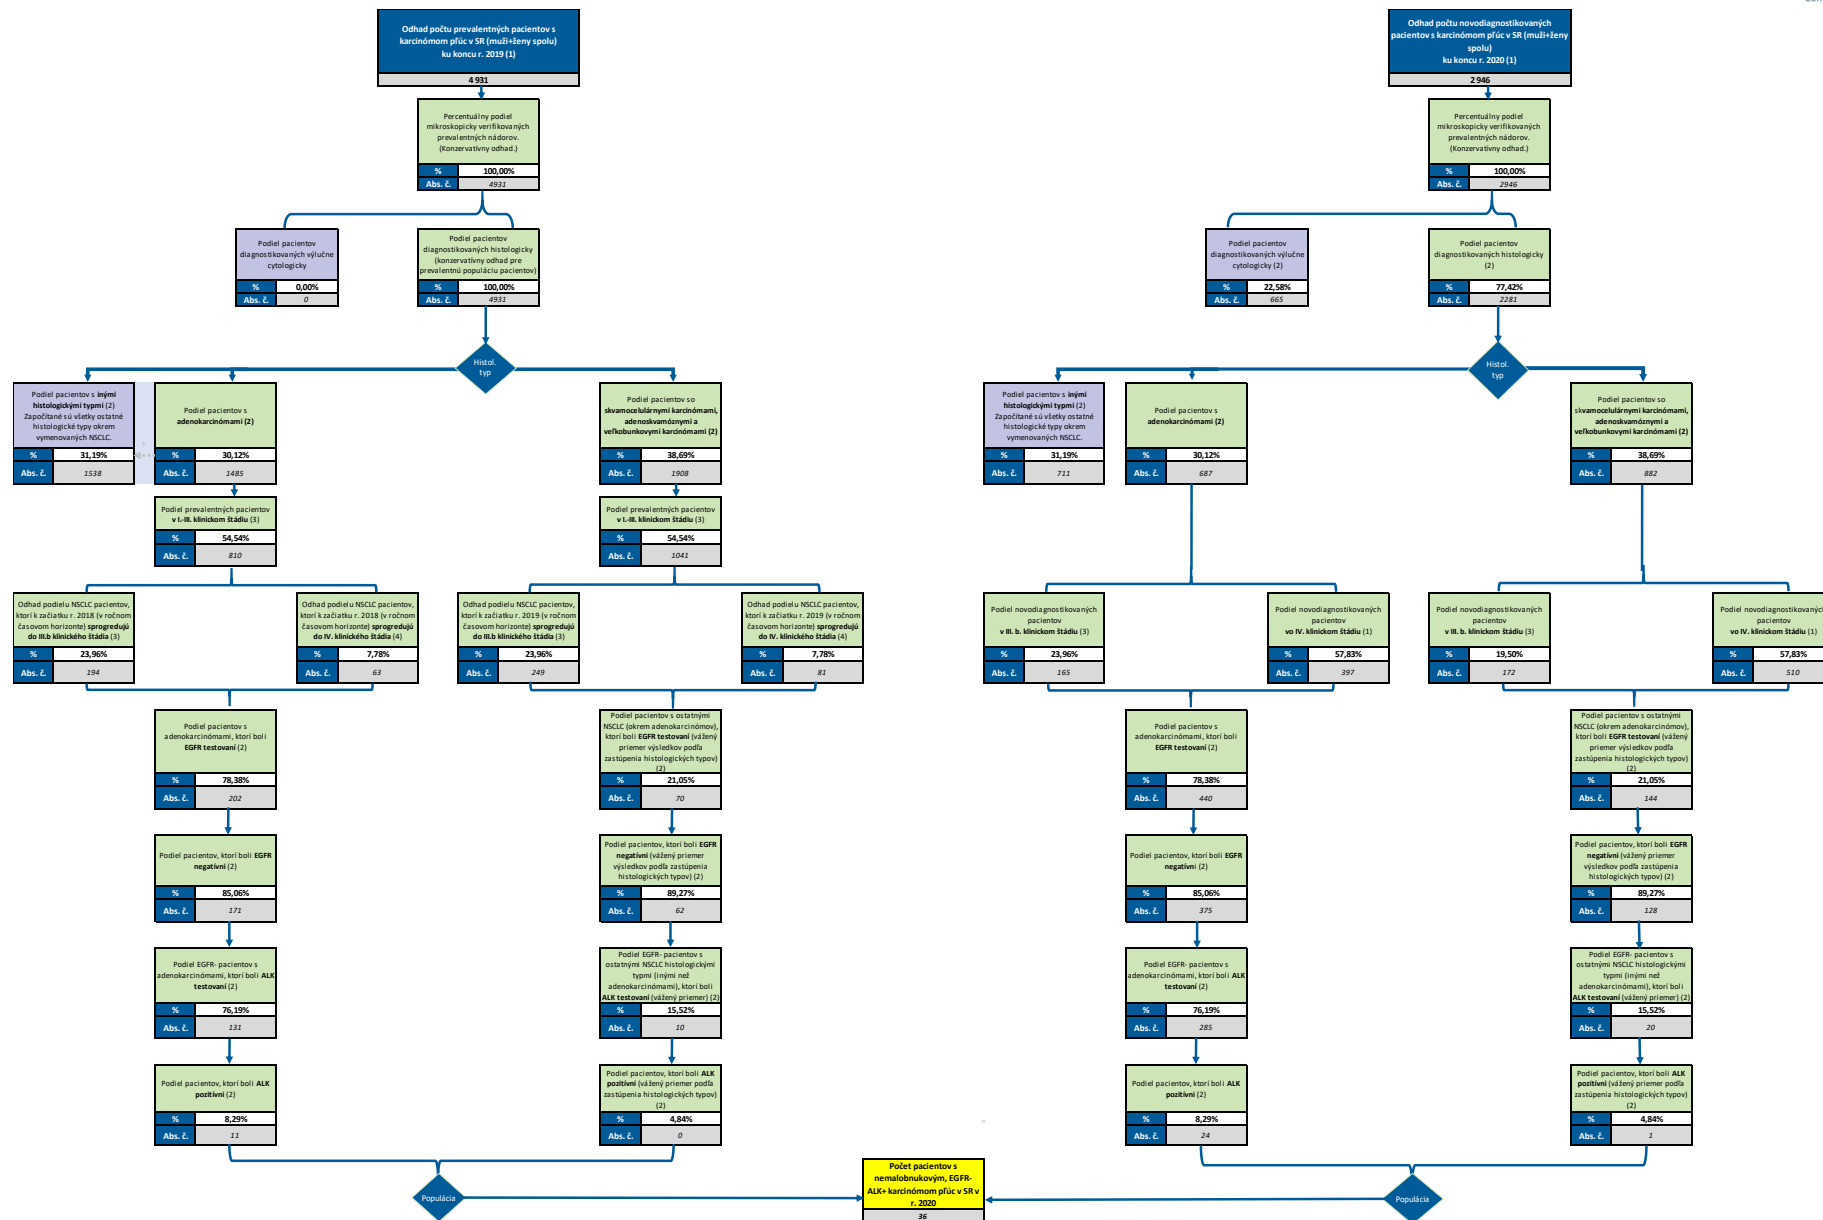 Odhad počtu prevalentných pacientov s
karcinómom pľúc v SR (muži+ženy spolu)
ku koncu r. 2019 (1)
4 931
Odhad počtu novodiagnostikovaných
pacientov s karcinómom pľúc v SR (muži+ženy
spolu)
ku koncu r. 2020 (1)
2 946
Percentuálny podiel
mikroskopicky verifikovaných
prevalentných nádorov.
(Konzervatívny odhad.)
% 100,00%
Abs. č. 4931
Percentuálny podiel
mikroskopicky verifikovaných
prevalentných nádorov.
(Konzervatívny odhad.)
% 100,00%
Abs. č. 2946
Podiel pacientov
diagnostikovaných výlučne
cytologicky
% 0,00%
Abs. č. 0
Podiel pacientov
diagnostikovaných histologicky
(konzervatívny odhad pre
prevalentnú populáciu pacientov)
% 100,00%
Abs. č. 4931
Podiel pacientov
diagnostikovaných výlučne
cytologicky (2)
% 22,58%
Abs. č. 665
Podiel pacientov
diagnostikovaných histologicky
(2)
% 77,42%
Abs. č. 2281
Histol.
typ
Histol.
typ
Podiel pacientov s inými
histologickými typmi (2)
Započítané sú všetky ostatné
histologické typy okrem
vymenovaných NSCLC.
% 31,19%
Abs. č. 1538
Podiel pacientov s
adenokarcinómami (2)
% 30,12%
Abs. č. 1485
Podiel pacientov so
skvamocelulárnymi karcinómami,
adenoskvamóznymi a
veľkobunkovymi karcinómami (2)
% 38,69%
Abs. č. 1908
Podiel pacientov s inými
histologickými typmi (2)
Započítané sú všetky ostatné
histologické typy okrem
vymenovaných NSCLC.
% 31,19%
Abs. č. 711
Podiel pacientov s
adenokarcinómami (2)
% 30,12%
Abs. č. 687
Podiel pacientov so
skvamocelulárnymi karcinómami,
adenoskvamóznymi a
veľkobunkovymi karcinómami (2)
% 38,69%
Abs. č. 882
Podiel prevalentných pacientov
v I.-III. klinickom štádiu (3)
% 54,54%
Abs. č. 810
Podiel prevalentných pacientov
v I.-III. klinickom štádiu (3)
% 54,54%
Abs. č. 1041
Odhad podielu NSCLC pacientov,
ktorí k začiatku r. 2018 (v ročnom
časovom horizonte) sprogredujú
do III.b klinického štádia (3)
% 23,96%
Abs. č. 194
Odhad podielu NSCLC pacientov,
ktorí k začiatku r. 2018 (v ročnom
časovom horizonte) sprogredujú
do IV. klinického štádia (4)
% 7,78%
Abs. č. 63
Odhad podielu NSCLC pacientov,
ktorí k začiatku r. 2019 (v ročnom
časovom horizonte) sprogredujú
do III.b klinického štádia (3)
% 23,96%
Abs. č. 249
Odhad podielu NSCLC pacientov,
ktorí k začiatku r. 2019 (v ročnom
časovom horizonte) sprogredujú
do IV. klinického štádia (4)
% 7,78%
Abs. č. 81
Podiel novodiagnostikovaných
pacientov
v III. b. klinickom štádiu (3)
% 23,96%
Abs. č. 165
Podiel novodiagnostikovaných
pacientov
vo IV. klinickom štádiu (1)
% 57,83%
Abs. č. 397
Podiel novodiagnostikovaných
pacientov
v III. b. klinickom štádiu (3)
% 19,50%
Abs. č. 172
Podiel novodiagnostikovaných
pacientov
vo IV. klinickom štádiu (1)
% 57,83%
Abs. č. 510
Podiel pacientov s
adenokarcinómami, ktorí boli
EGFR testovaní (2)
% 78,38%
Abs. č. 202
Podiel pacientov s ostatnými
NSCLC (okrem adenokarcinómov),
ktorí boli EGFR testovaní (vážený
priemer výsledkov podľa
zastúpenia histologických typov)
(2)
% 21,05%
Abs. č. 70
Podiel pacientov s
adenokarcinómami, ktorí boli
EGFR testovaní (2)
% 78,38%
Abs. č. 440
Podiel pacientov s ostatnými
NSCLC (okrem adenokarcinómov),
ktorí boli EGFR testovaní (vážený
priemer výsledkov podľa
zastúpenia histologických typov)
(2)
% 21,05%
Abs. č. 144
Podiel pacientov, ktorí boli EGFR
negatívni (2)
% 85,06%
Abs. č. 171
Podiel pacientov, ktorí boli EGFR
negatívni (vážený priemer
výsledkov podľa zastúpenia
histologických typov) (2)
% 89,27%
Abs. č. 62
Podiel pacientov, ktorí boli EGFR
negatívni (2)
% 85,06%
Abs. č. 375
Podiel pacientov, ktorí boli EGFR
negatívni (vážený priemer
výsledkov podľa zastúpenia
histologických typov) (2)
% 89,27%
Abs. č. 128
Podiel EGFR- pacientov s
adenokarcinómami, ktorí boli ALK
testovaní (2)
% 76,19%
Abs. č. 131
Podiel EGFR- pacientov s
ostatnými NSCLC histologickými
typmi (inými než
adenokarcinómami), ktorí boli
ALK testovaní (vážený priemer) (2)
% 15,52%
Abs. č. 10
Podiel EGFR- pacientov s
adenokarcinómami, ktorí boli ALK
testovaní (2)
% 76,19%
Abs. č. 285
Podiel EGFR- pacientov s
ostatnými NSCLC histologickými
typmi (inými než
adenokarcinómami), ktorí boli
ALK testovaní (vážený priemer) (2)
% 15,52%
Abs. č. 20
Podiel pacientov, ktorí boli ALK
pozitívni (2)
% 8,29%
Abs. č. 11
Podiel pacientov, ktorí boli ALK
pozitívni (vážený priemer podľa
zastúpenia histologických typov)
(2)
% 4,84%
Abs. č. 0
Podiel pacientov, ktorí boli ALK
pozitívni (2)
% 8,29%
Abs. č. 24
Podiel pacientov, ktorí boli ALK
pozitívni (vážený priemer podľa
zastúpenia histologických typov)
(2)
% 4,84%
Abs. č. 1
Populácia
Počet pacientov s
nemalobnukovým, EGFR-
ALK+ karcinómom pľúc v SR v
r. 2020
36
Populácia